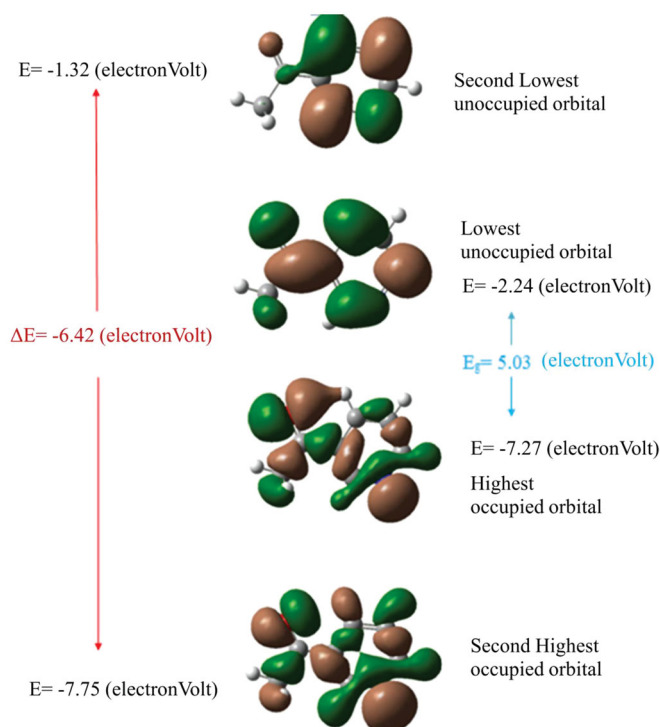 E= -1.32 (electronVolt)
Second Lowest
unoccupied orbital
Lowest
unoccupied orbital
E= -2.24 (electronVolt)
ΔE= -6.42 (electronVolt)
Eg= 5.03 (electronVolt)
E= -7.27 (electronVolt)
Highest
occupied orbital
Second Highest
occupied orbital
E= -7.75 (electronVolt)